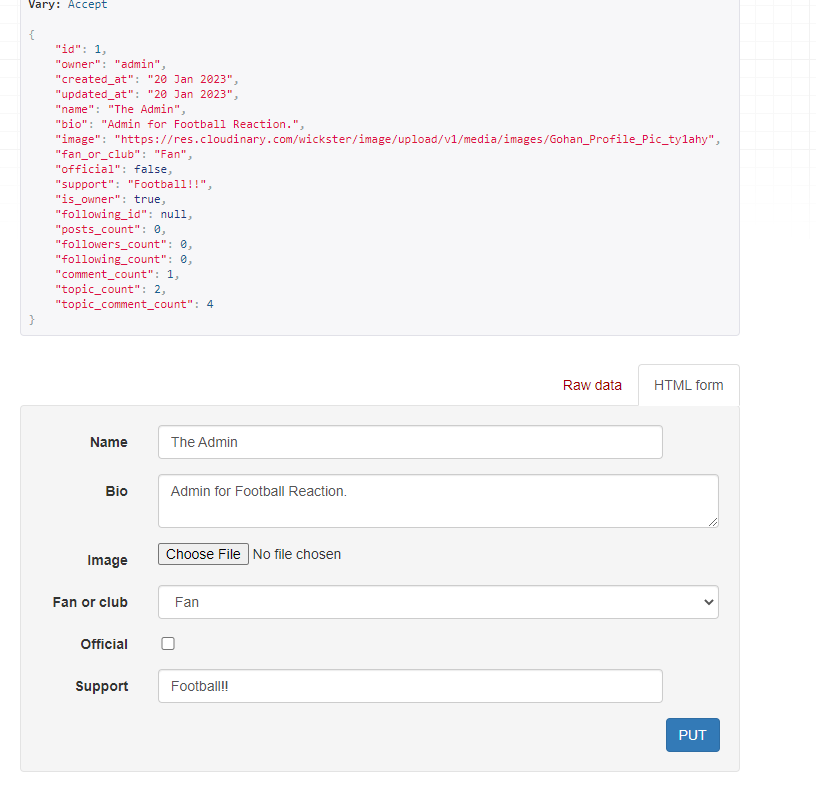 Vary: Accept
{
"id": 1,
"owner": "admin",
"created_at": "20 Jan 2023",
"updated_at": "20 Jan 2023",
"name": "The Admin",
"bio": "Admin for Football Reaction.",
"image": "https://res.cloudinary.com/wickster/image/upload/v1/media/images/Gohan_Profile_Pic_ty1ahy",
"fan_or_club": "Fan",
"official": false,
"support": "Football!!",
"is_owner": true,
"following_id": null,
"posts_count": 0,
"followers_count": 0,
"following_count": 0,
"comment_count": 1,
"topic_count": 2,
"topic_comment_count": 4
}
Raw data HTML form
Name The Admin
Bio Admin for Football Reaction.
Image Choose File No file chosen
Fan or club Fan
Official
Support Football!!
PUT